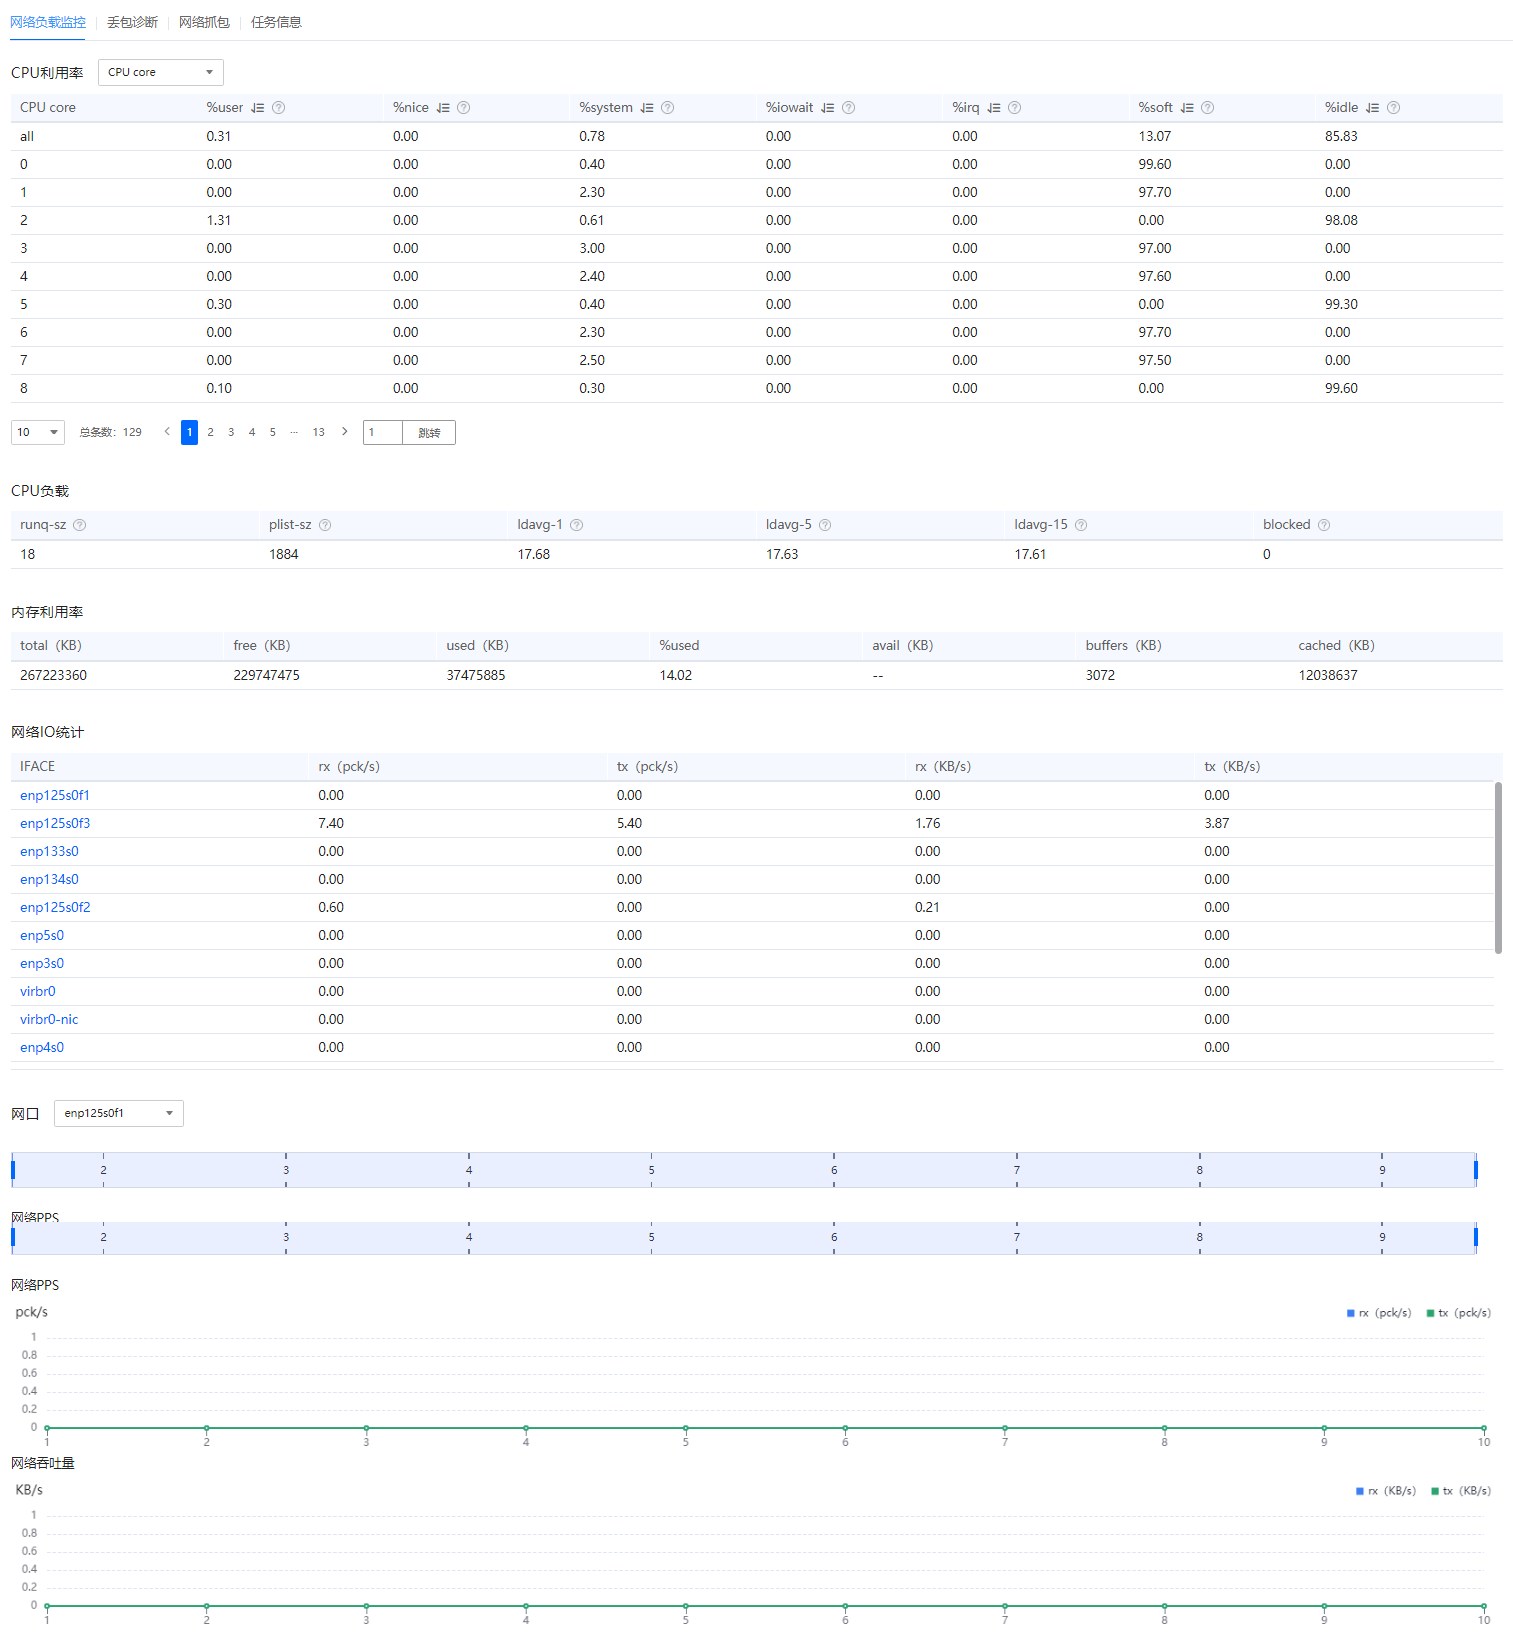 网络负载监控 丢包诊断 网络抓包 任务信息
CPU利用率 CPU core
CPU core %user %nice %system %iowait %irq %soft %idle
all 0.31 0.00 0.78 0.00 0.00 13.07 85.83
0 0.00 0.00 0.40 0.00 0.00 99.60 0.00
1 0.00 0.00 2.30 0.00 0.00 97.70 0.00
2 1.31 0.00 0.61 0.00 0.00 0.00 98.08
3 0.00 0.00 3.00 0.00 0.00 97.00 0.00
4 0.00 0.00 2.40 0.00 0.00 97.60 0.00
5 0.30 0.00 0.40 0.00 0.00 0.00 99.30
6 0.00 0.00 2.30 0.00 0.00 97.70 0.00
7 0.00 0.00 2.50 0.00 0.00 97.50 0.00
8 0.10 0.00 0.30 0.00 0.00 0.00 99.60
10 总条数：129 < 1 2 3 4 5 ... 13 > 1 跳转
CPU负载
runq-sz plist-sz ldavg-1 ldavg-5 ldavg-15 blocked
18 1884 17.68 17.63 17.61 0
内存利用率
total（KB） free（KB） used（KB） %used avail（KB） buffers（KB） cached（KB）
267223360 229747475 37475885 14.02 -- 3072 12038637
网络IO统计
IFACE rx（pck/s） tx（pck/s） rx（KB/s） tx（KB/s）
enp125s0f1 0.00 0.00 0.00 0.00
enp125s0f3 7.40 5.40 1.76 3.87
enp133s0 0.00 0.00 0.00 0.00
enp134s0 0.00 0.00 0.00 0.00
enp125s0f2 0.60 0.00 0.21 0.00
enp5s0 0.00 0.00 0.00 0.00
enp3s0 0.00 0.00 0.00 0.00
virbr0 0.00 0.00 0.00 0.00
virbr0-nic 0.00 0.00 0.00 0.00
enp4s0 0.00 0.00 0.00 0.00
网口 enp125s0f1
2 3 4 5 6 7 8 9
网络PPS
2 3 4 5 6 7 8 9
网络PPS
pck/s rx（pck/s） tx（pck/s）
1
0.8
0.6
0.4
0.2
0
1 2 3 4 5 6 7 8 9 10
网络吞吐量
KB/s rx（KB/s） tx（KB/s）
1
0.8
0.6
0.4
0.2
0
1 2 3 4 5 6 7 8 9 10